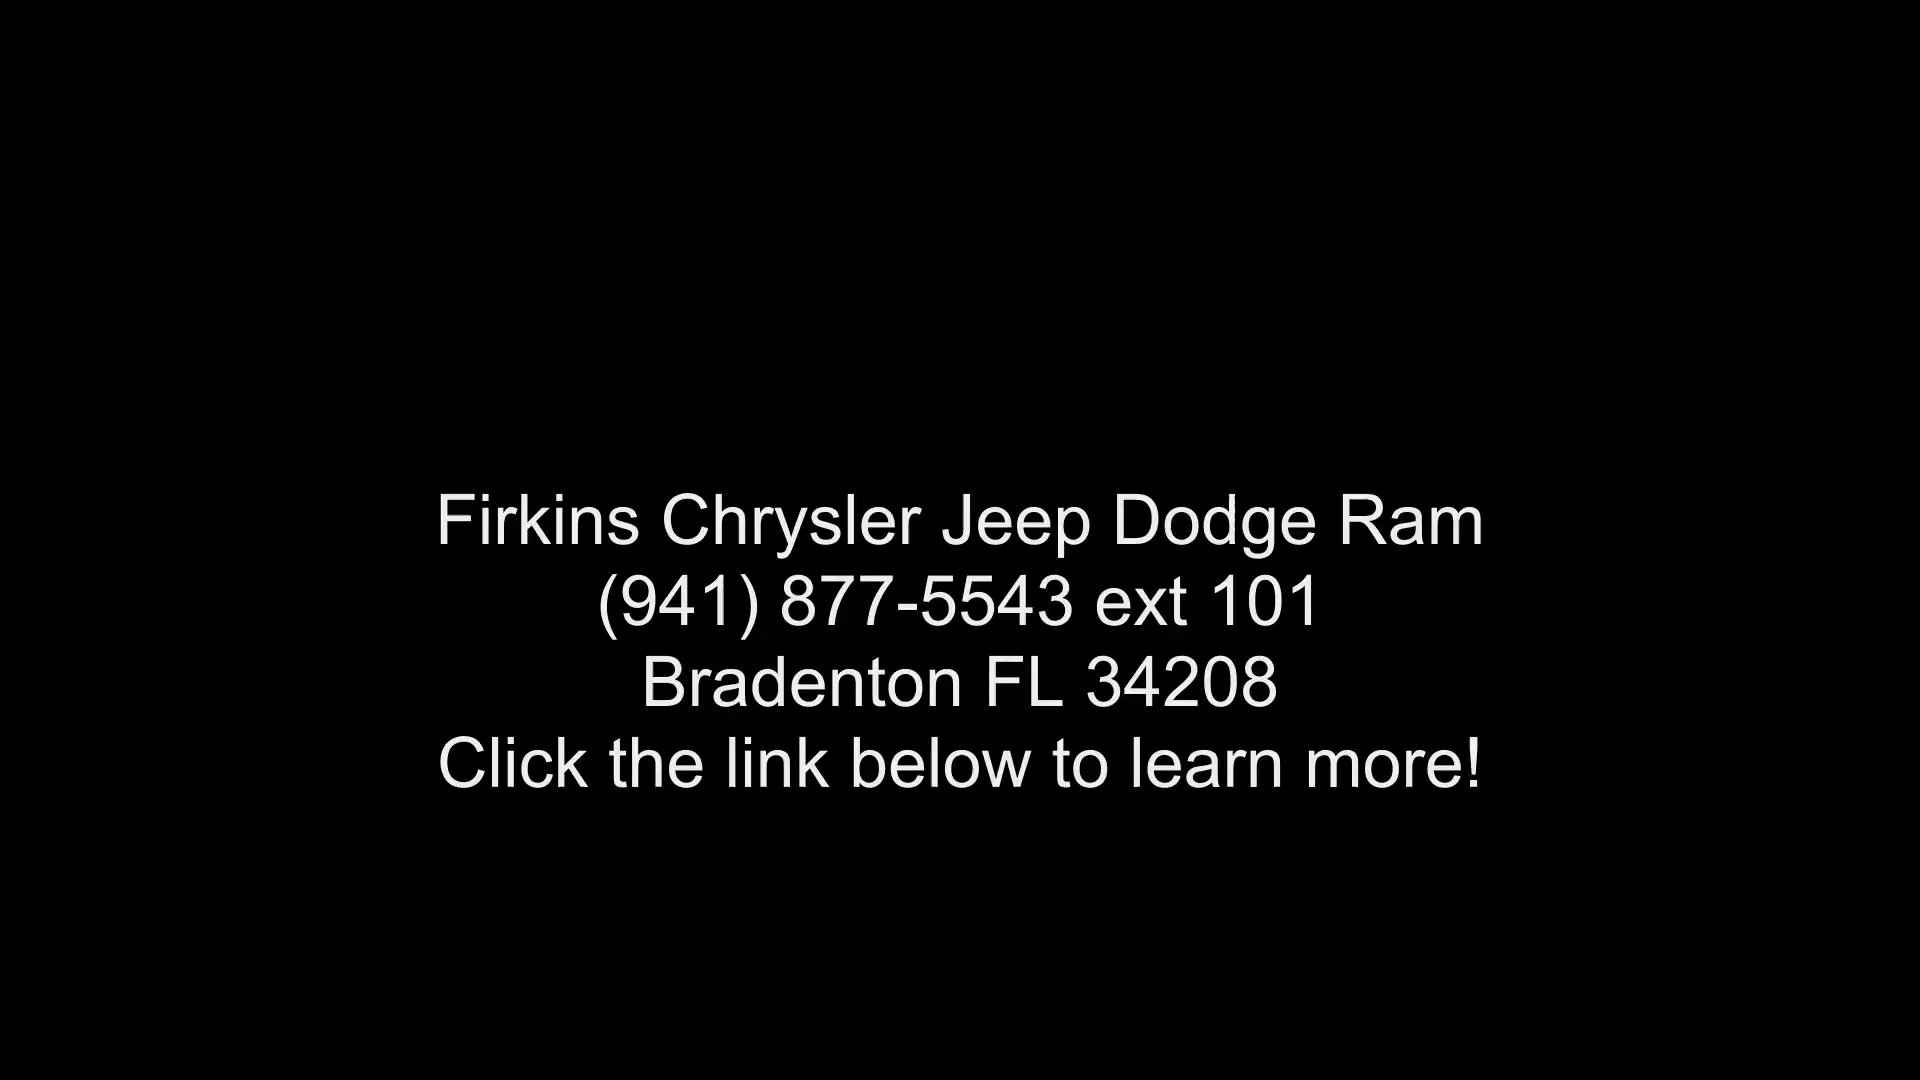 Firkins Chrysler Jeep Dodge Ram
(941) 877-5543 ext 101
Bradenton FL 34208
Click the link below to learn more!